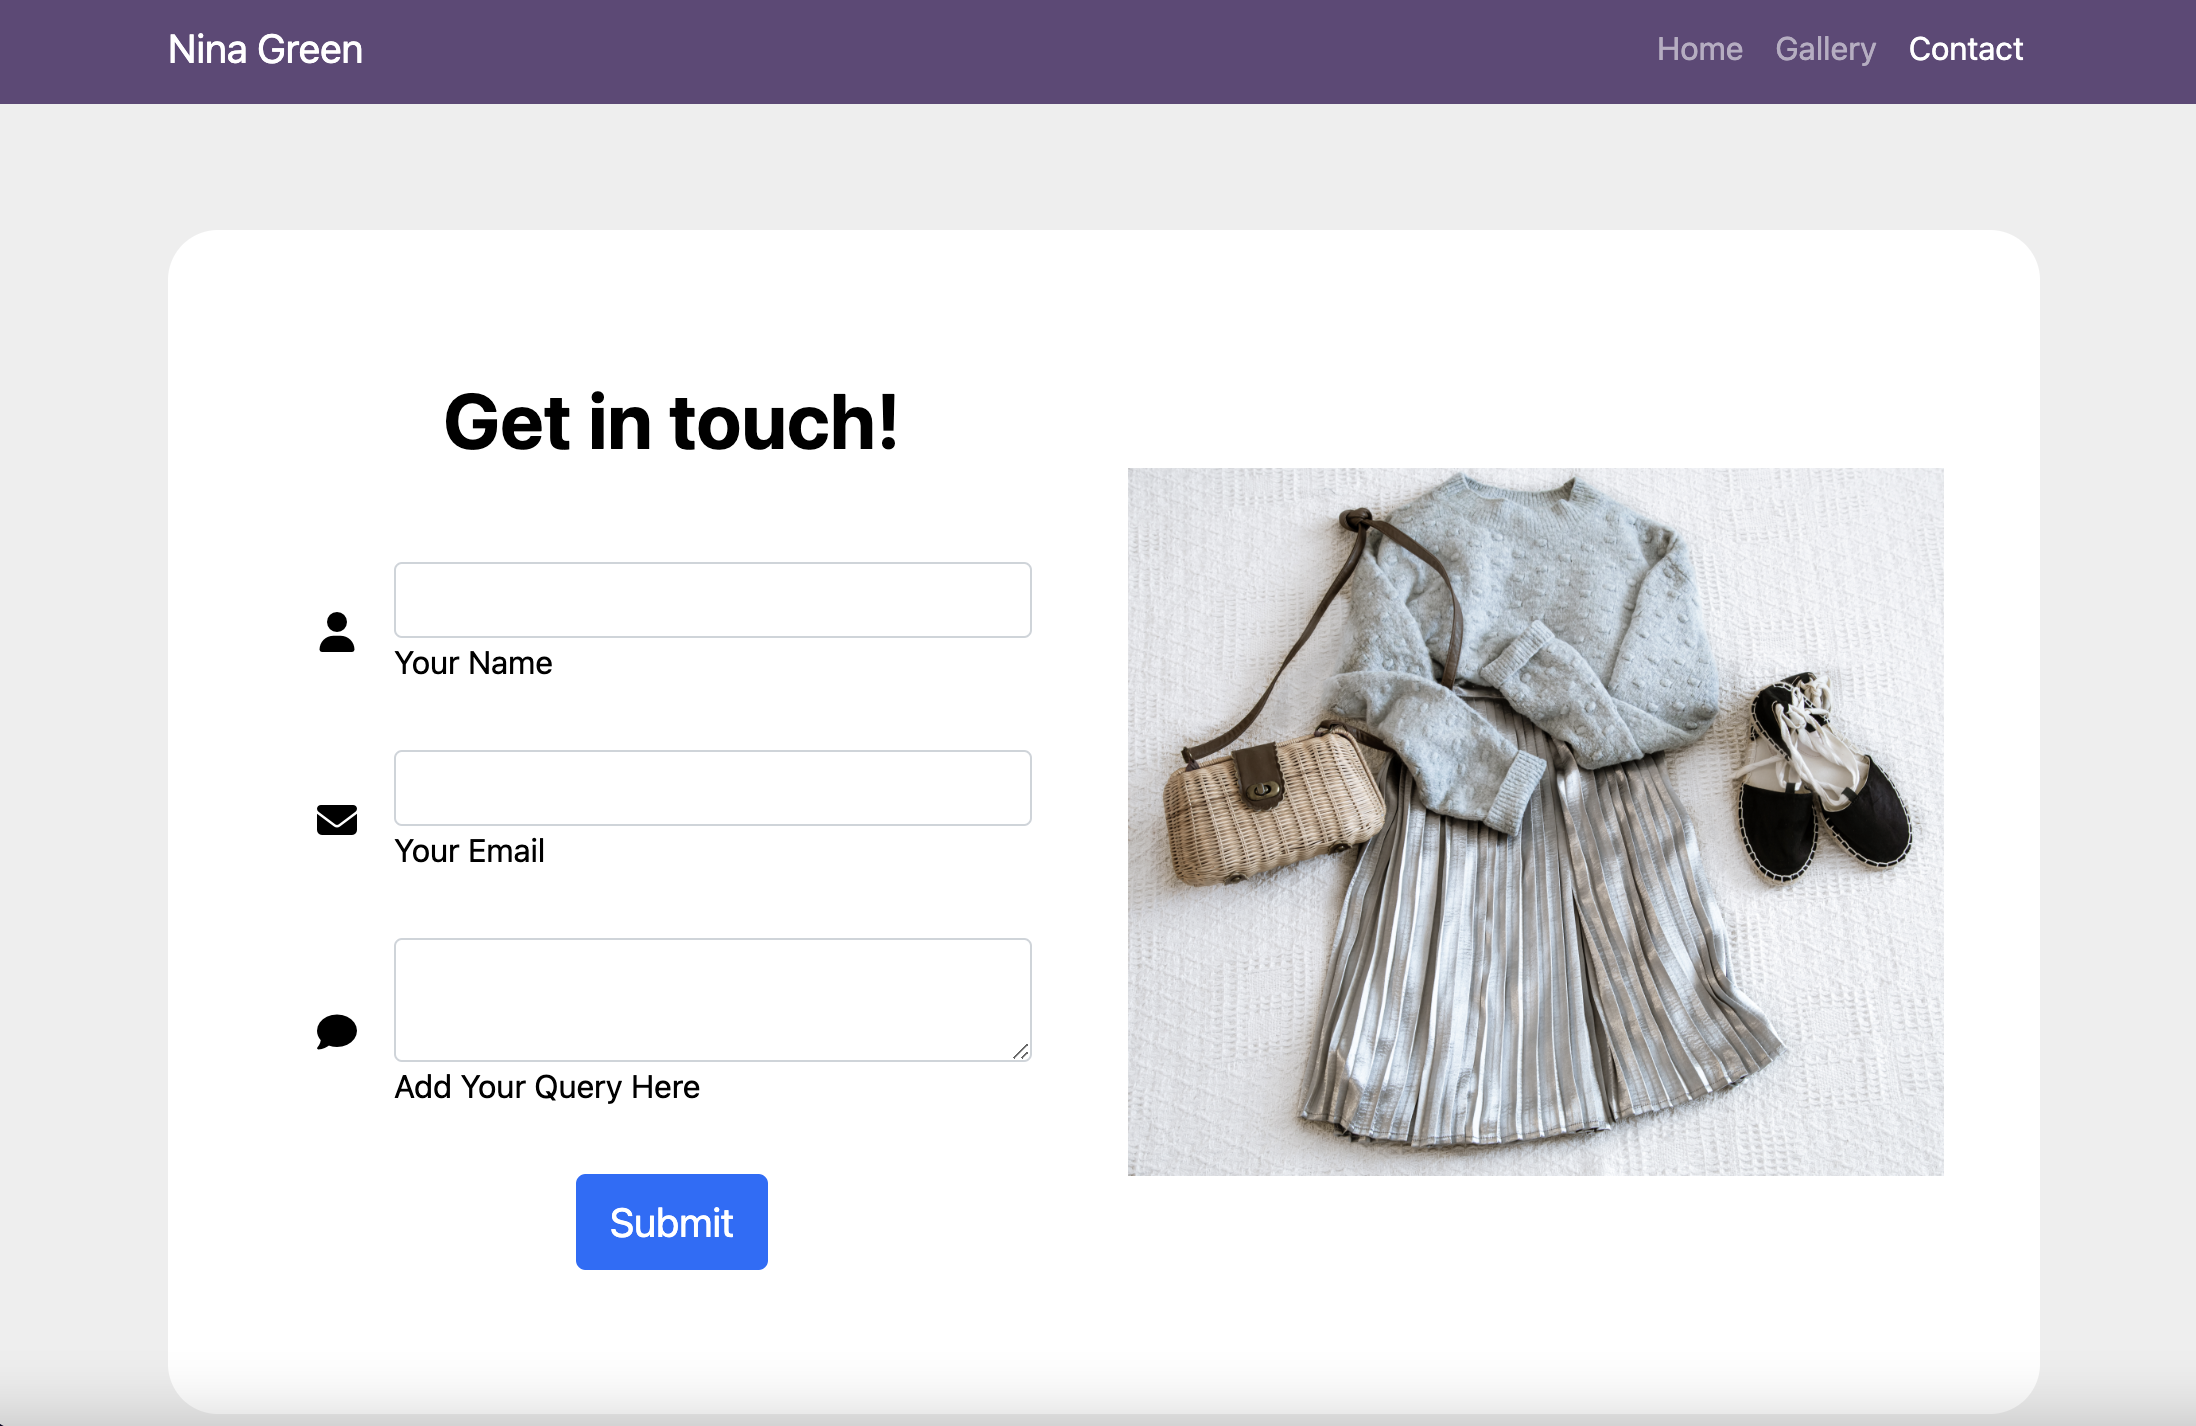 Nina Green
Home Gallery Contact
Get in touch!
Your Name
Your Email
Add Your Query Here
Submit